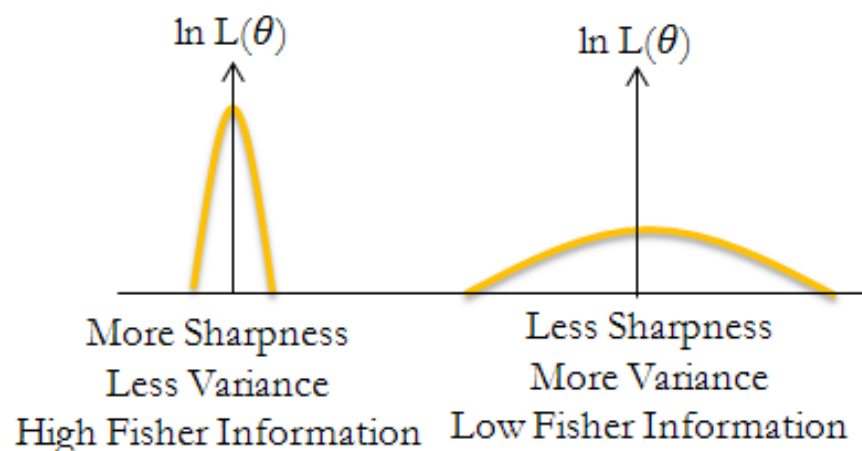 ln L(θ)
More Sharpness
Less Variance
High Fisher Information
ln L(θ)
Less Sharpness
More Variance
Low Fisher Information